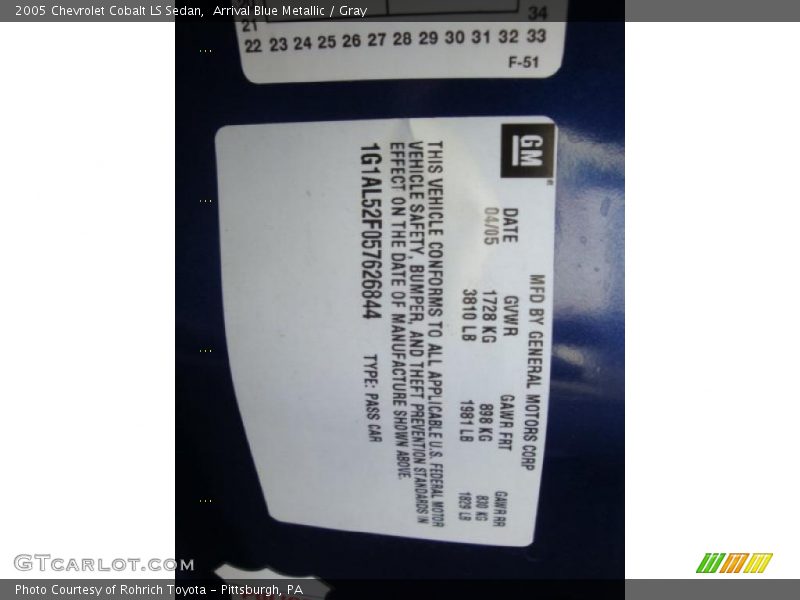 2005 Chevrolet Cobalt LS Sedan, Arrival Blue Metallic / Gray
21 34
22 23 24 25 26 27 28 29 30 31 32 33
F-51
GM
MFD BY GENERAL MOTORS CORP
DATE GVWR GAWR FRT GAWR RR
04/05 1728 KG 898 KG 830 KG
3810 LB 1981 LB 1829 LB
THIS VEHICLE CONFORMS TO ALL APPLICABLE U.S. FEDERAL MOTOR
VEHICLE SAFETY, BUMPER, AND THEFT PREVENTION STANDARDS IN
EFFECT ON THE DATE OF MANUFACTURE SHOWN ABOVE.
1G1AL52F057626844 TYPE: PASS CAR
GTCarLot.com
Photo Courtesy of Rohrich Toyota - Pittsburgh, PA